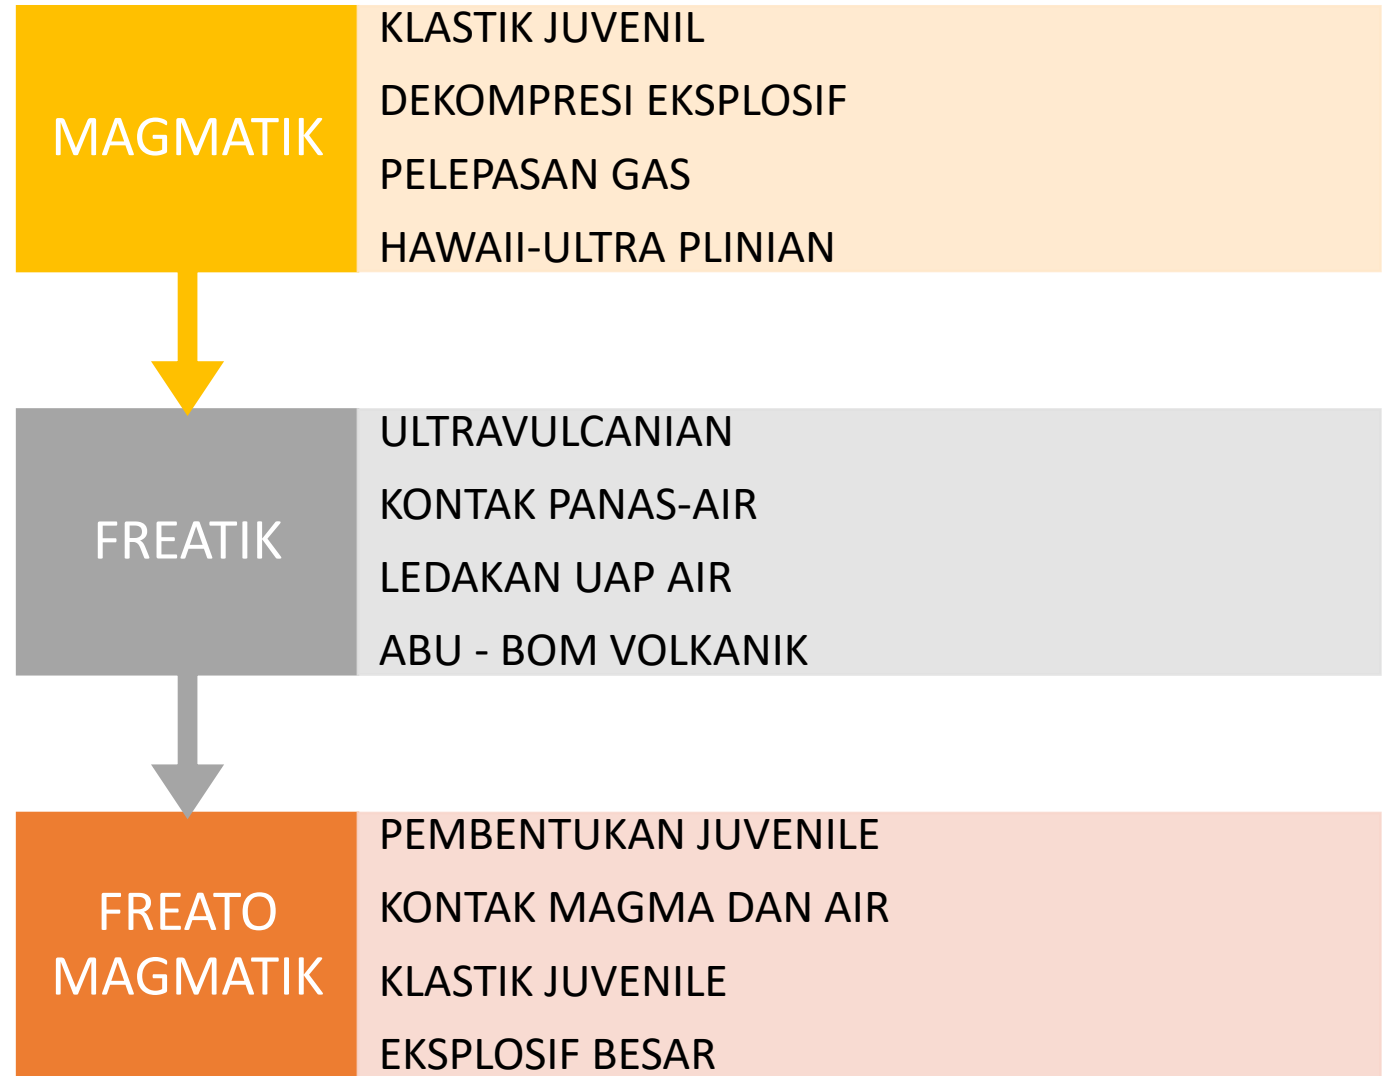 MAGMATIK
KLASTIK JUVENIL
DEKOMPRESI EKSPLOSIF
PELEPASAN GAS
HAWAII-ULTRA PLINIAN
FREATIK
ULTRAVULCANIAN
KONTAK PANAS-AIR
LEDAKAN UAP AIR
ABU - BOM VOLKANIK
FREATO
MAGMATIK
PEMBENTUKAN JUVENILE
KONTAK MAGMA DAN AIR
KLASTIK JUVENILE
EKSPLOSIF BESAR